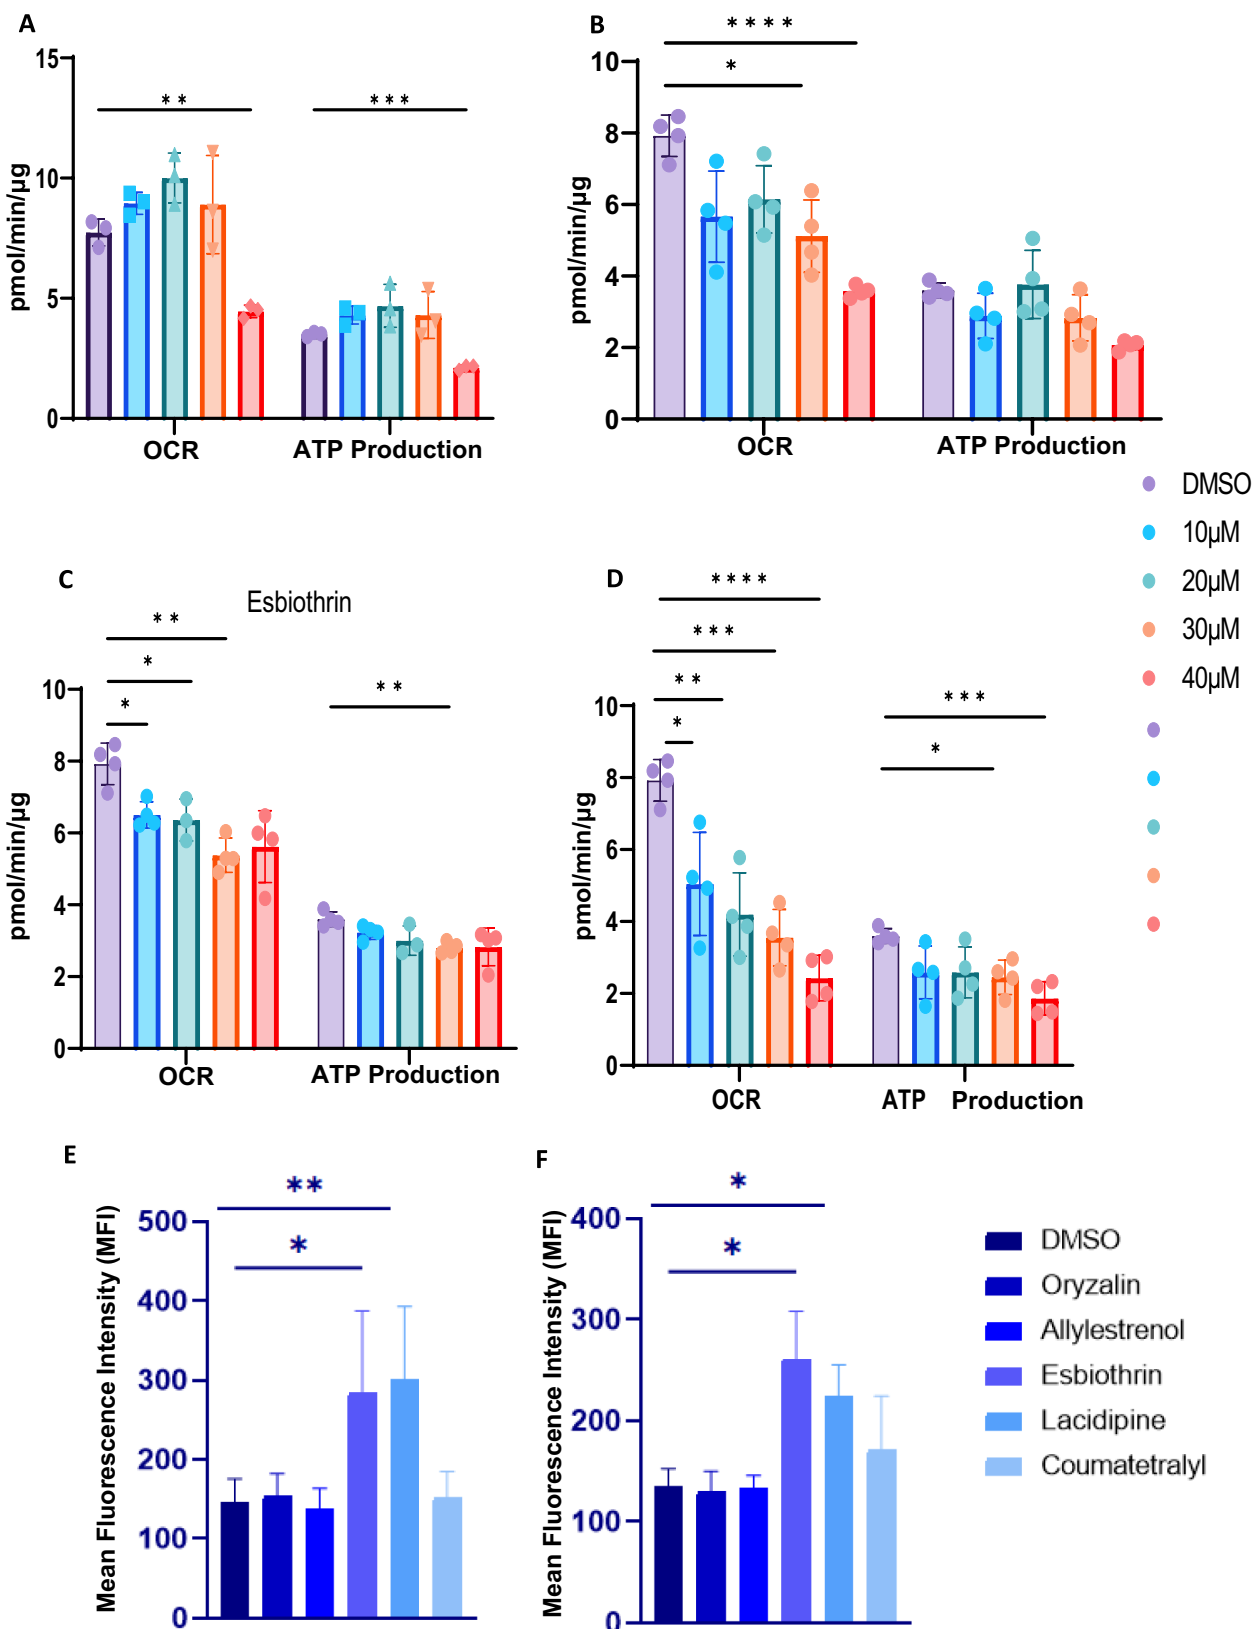 A
B
* * * *
*
15
10
5
0
pmol/min/µg
* *
* * *
OCR
ATP Production
10
8
6
4
2
0
pmol/min/µg
OCR
ATP Production
DMSO
10µM
20µM
30µM
40µM
C
Esbiothrin
* *
*
*
* *
10
8
6
4
2
0
pmol/min/µg
OCR
ATP Production
D
* * * *
* * *
* *
*
* * *
*
10
8
6
4
2
0
pmol/min/µg
OCR
ATP Production
E
**
*
500
400
300
200
100
0
Mean Fluorescence Intensity (MFI)
F
*
*
400
300
200
100
0
Mean Fluorescence Intensity (MFI)
DMSO
Oryzalin
Allylestrenol
Esbiothrin
Lacidipine
Coumatetralyl